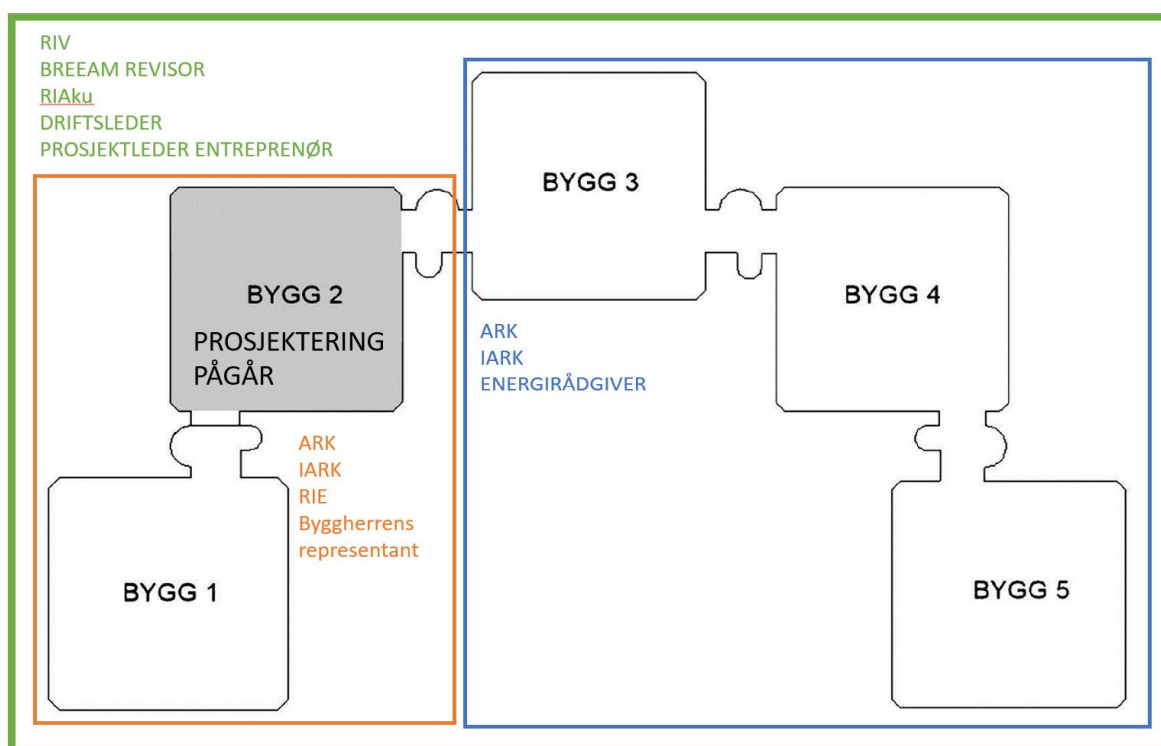 RIV
BREEAM REVISOR
RIAku
DRIFTSLEDER
PROSJEKTLEDER ENTREPRENØR
BYGG 3
BYGG 2
PROSJEKTERING
PÅGÅR
BYGG 4
ARK
IARK
ENERGIRÅDGIVER
ARK
IARK
RIE
Byggherrens
representant
BYGG 1
BYGG 5